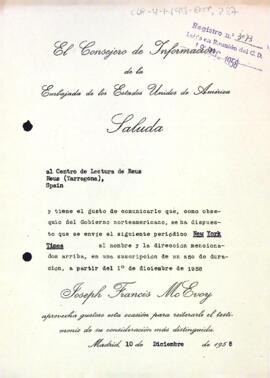 Registro n.º 3073
El Consejero de Información
de la
Embajada de los Estados Unidos de América
Saluda
al Centro de Lectura de Reus
Reus (Tarragona),
Spain
y tiene el gusto de comunicarle que, como obse-
quio del Gobierno norteamericano, se ha dispues-
to que se envíe el siguiente periódico New York
Times al nombre y la dirección menciona-
dos arriba, en una suscripción de un año de dura-
ción, a partir del 1º de diciembre de 1958
Joseph Francis McEvoy
aprovecha gustoso esta ocasión para reiterarle el testi-
monio de su consideración más distinguida.
Madrid, 10 de Diciembre de 1958